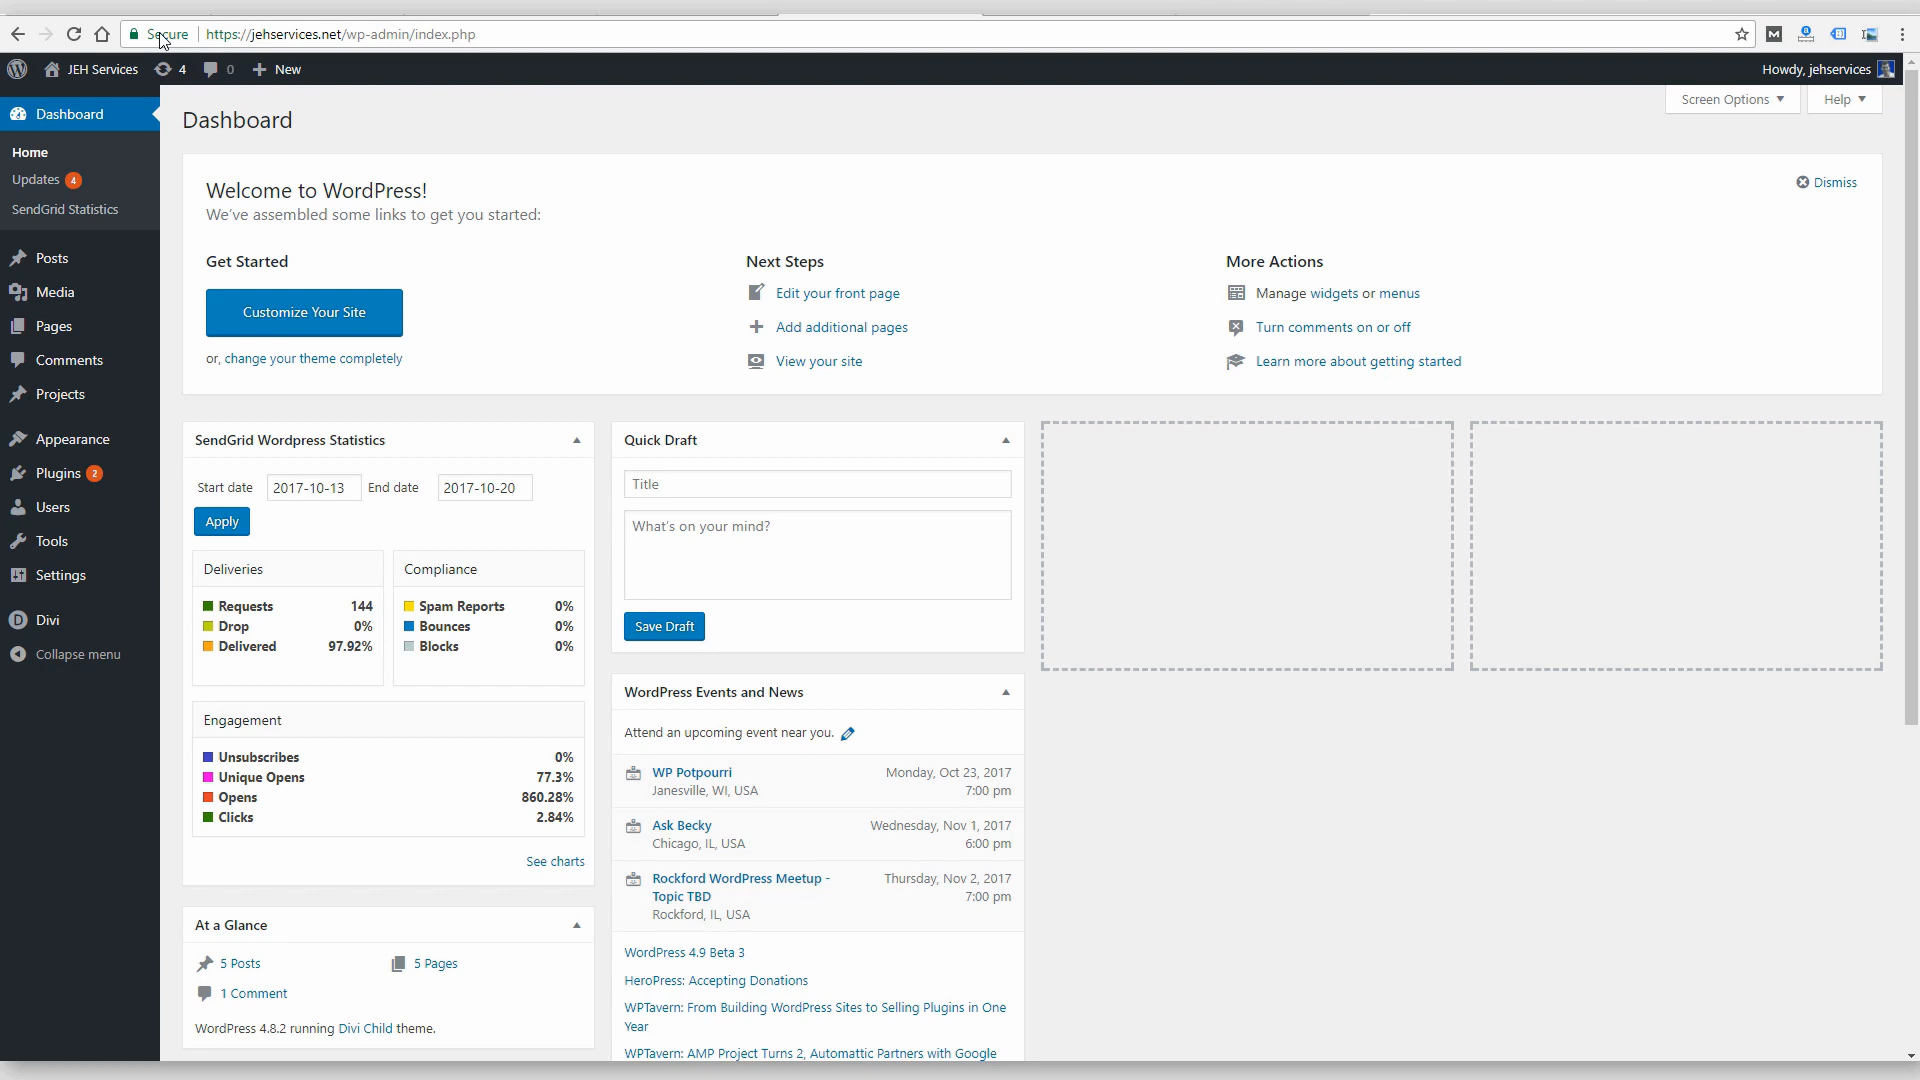 Secure https://jehservices.net/wp-admin/index.php
JEH Services 4 0 New Howdy, jehservices
Screen Options Help
Dashboard
Home
Updates 4
SendGrid Statistics
Posts
Media
Pages
Comments
Projects
Appearance
Plugins 2
Users
Tools
Settings
Divi
Collapse menu
Dashboard
Welcome to WordPress!
We've assembled some links to get you started:
Dismiss
Get Started
Customize Your Site
or, change your theme completely
Next Steps
Edit your front page
Add additional pages
View your site
More Actions
Manage widgets or menus
Turn comments on or off
Learn more about getting started
SendGrid Wordpress Statistics
Start date 2017-10-13 End date 2017-10-20
Apply
Deliveries
Requests 144
Drop 0%
Delivered 97.92%
Compliance
Spam Reports 0%
Bounces 0%
Blocks 0%
Engagement
Unsubscribes 0%
Unique Opens 77.3%
Opens 860.28%
Clicks 2.84%
See charts
At a Glance
5 Posts 5 Pages
1 Comment
WordPress 4.8.2 running Divi Child theme.
Quick Draft
Title
What's on your mind?
Save Draft
WordPress Events and News
Attend an upcoming event near you.
WP Potpourri Monday, Oct 23, 2017
Janesville, WI, USA 7:00 pm
Ask Becky Wednesday, Nov 1, 2017
Chicago, IL, USA 6:00 pm
Rockford WordPress Meetup - Thursday, Nov 2, 2017
Topic TBD 7:00 pm
Rockford, IL, USA
WordPress 4.9 Beta 3
HeroPress: Accepting Donations
WPTavern: From Building WordPress Sites to Selling Plugins in One
Year
WPTavern: AMP Project Turns 2, Automattic Partners with Google